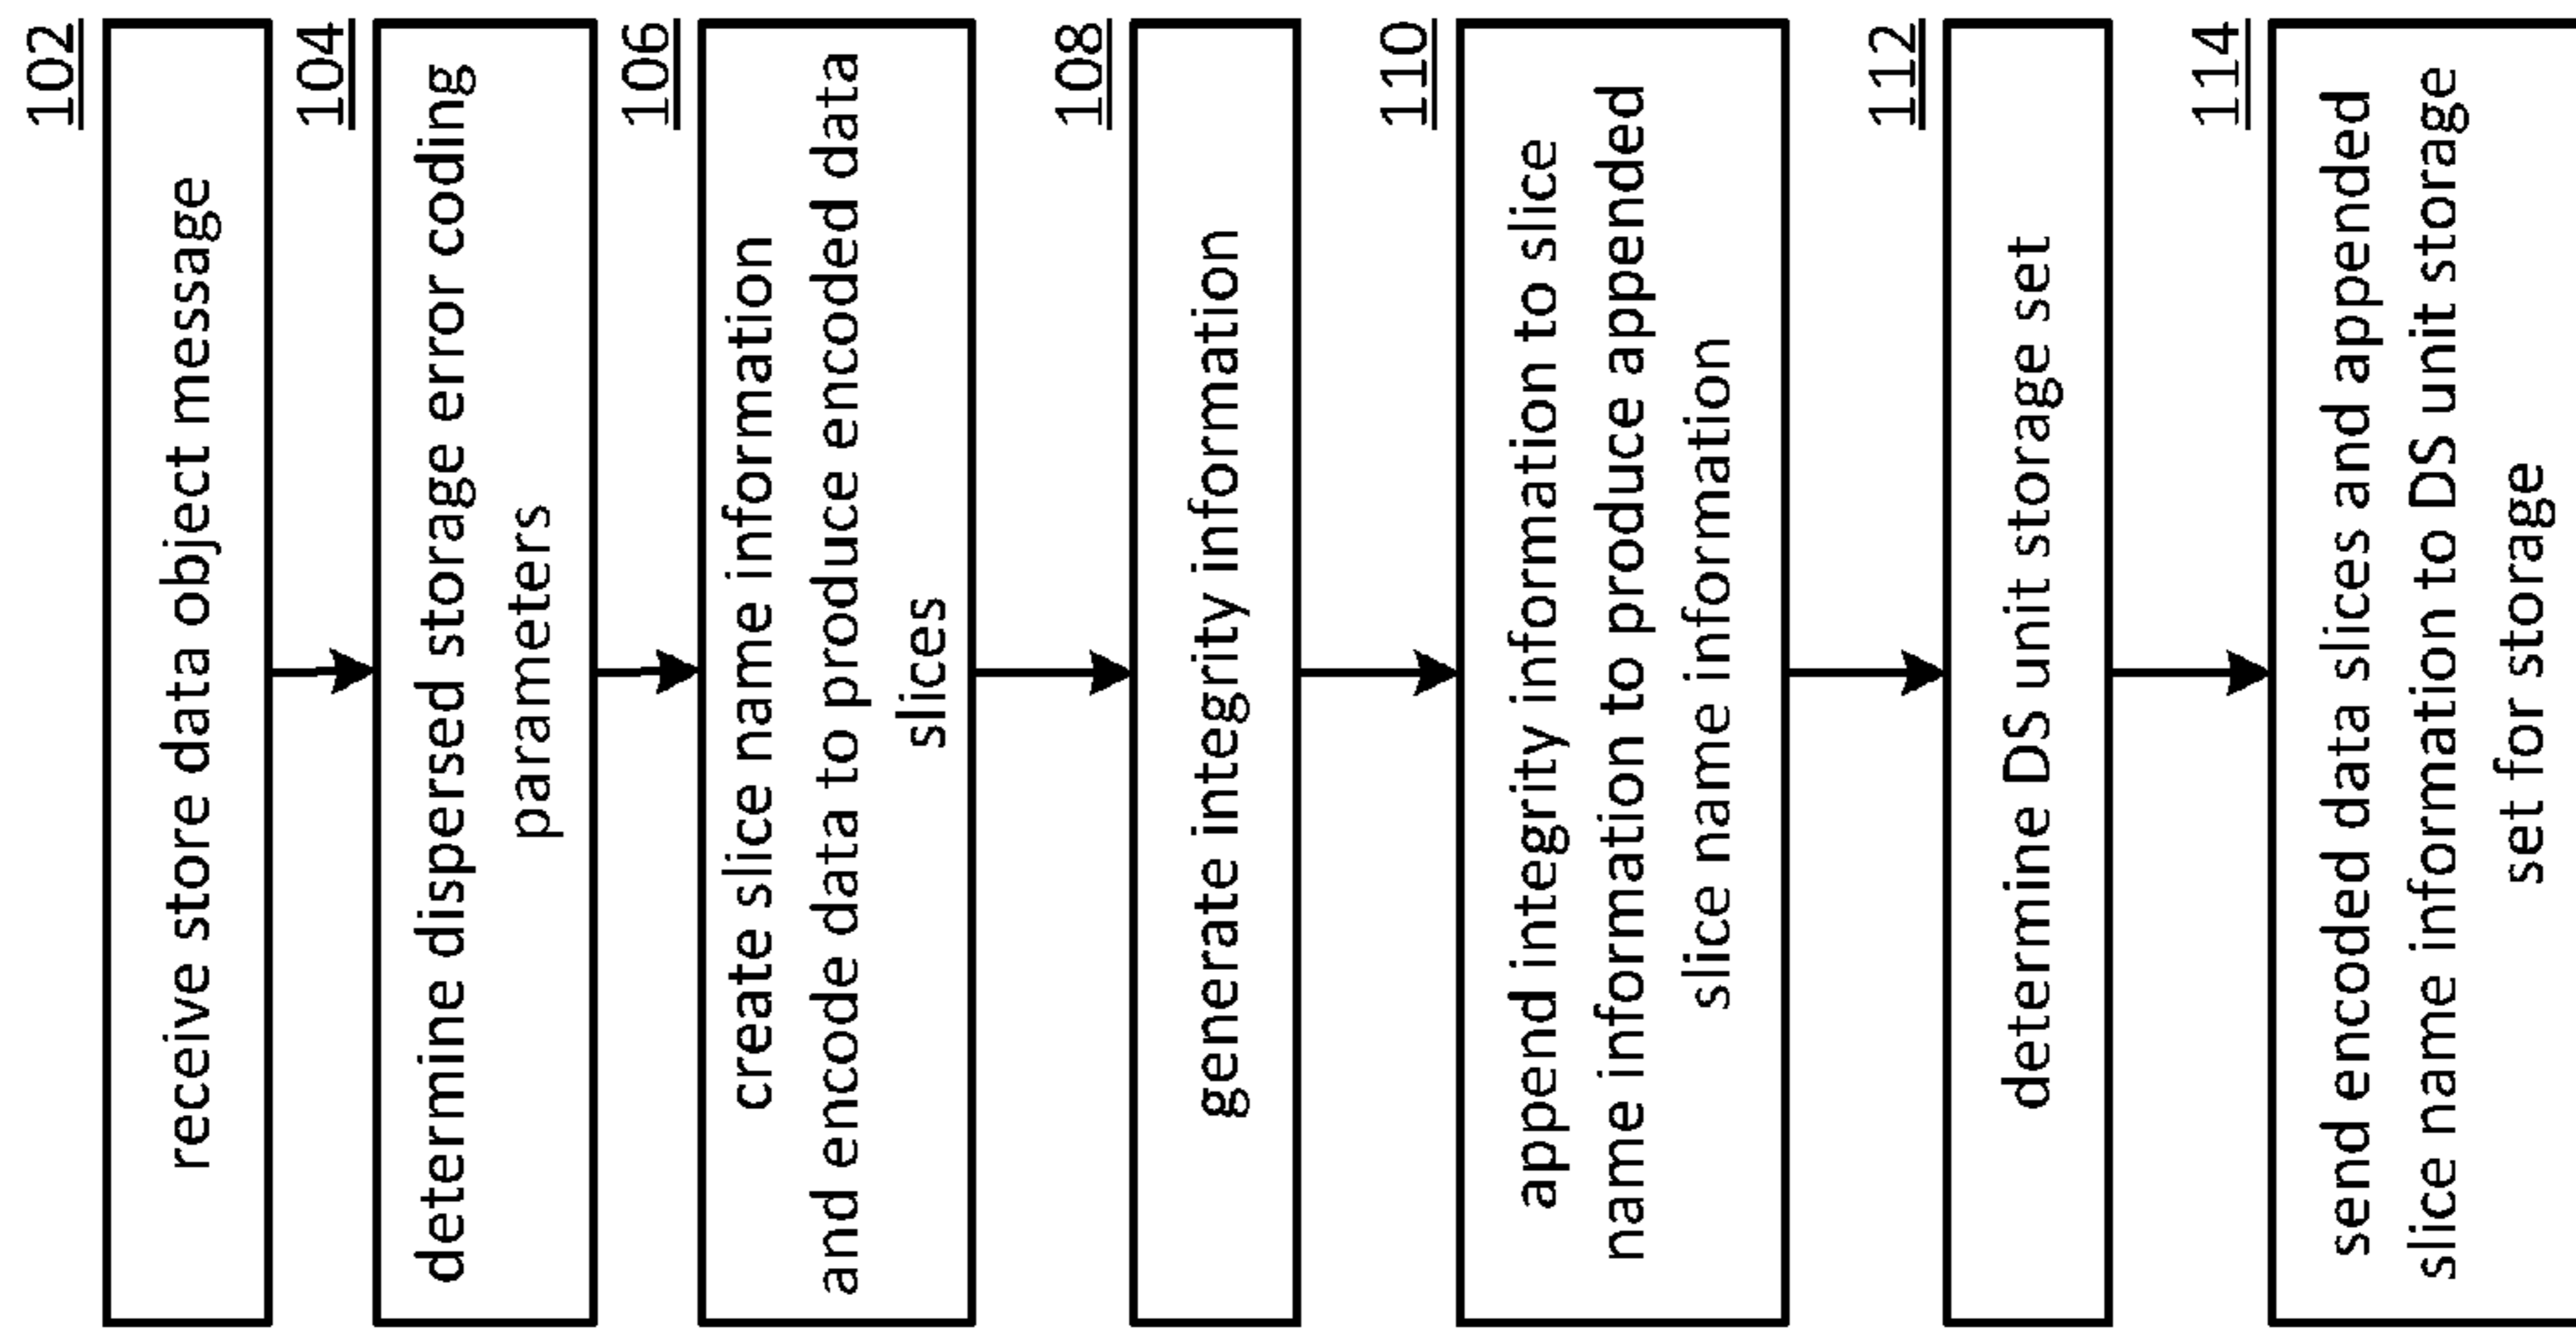 102
receive store data object message
104
determine dispersed storage error coding
parameters
106
create slice name information
and encode data to produce encoded data
slices
108
generate integrity information
110
append integrity information to slice
name information to produce appended
slice name information
112
determine DS unit storage set
114
send encoded data slices and appended
slice name information to DS unit storage
set for storage